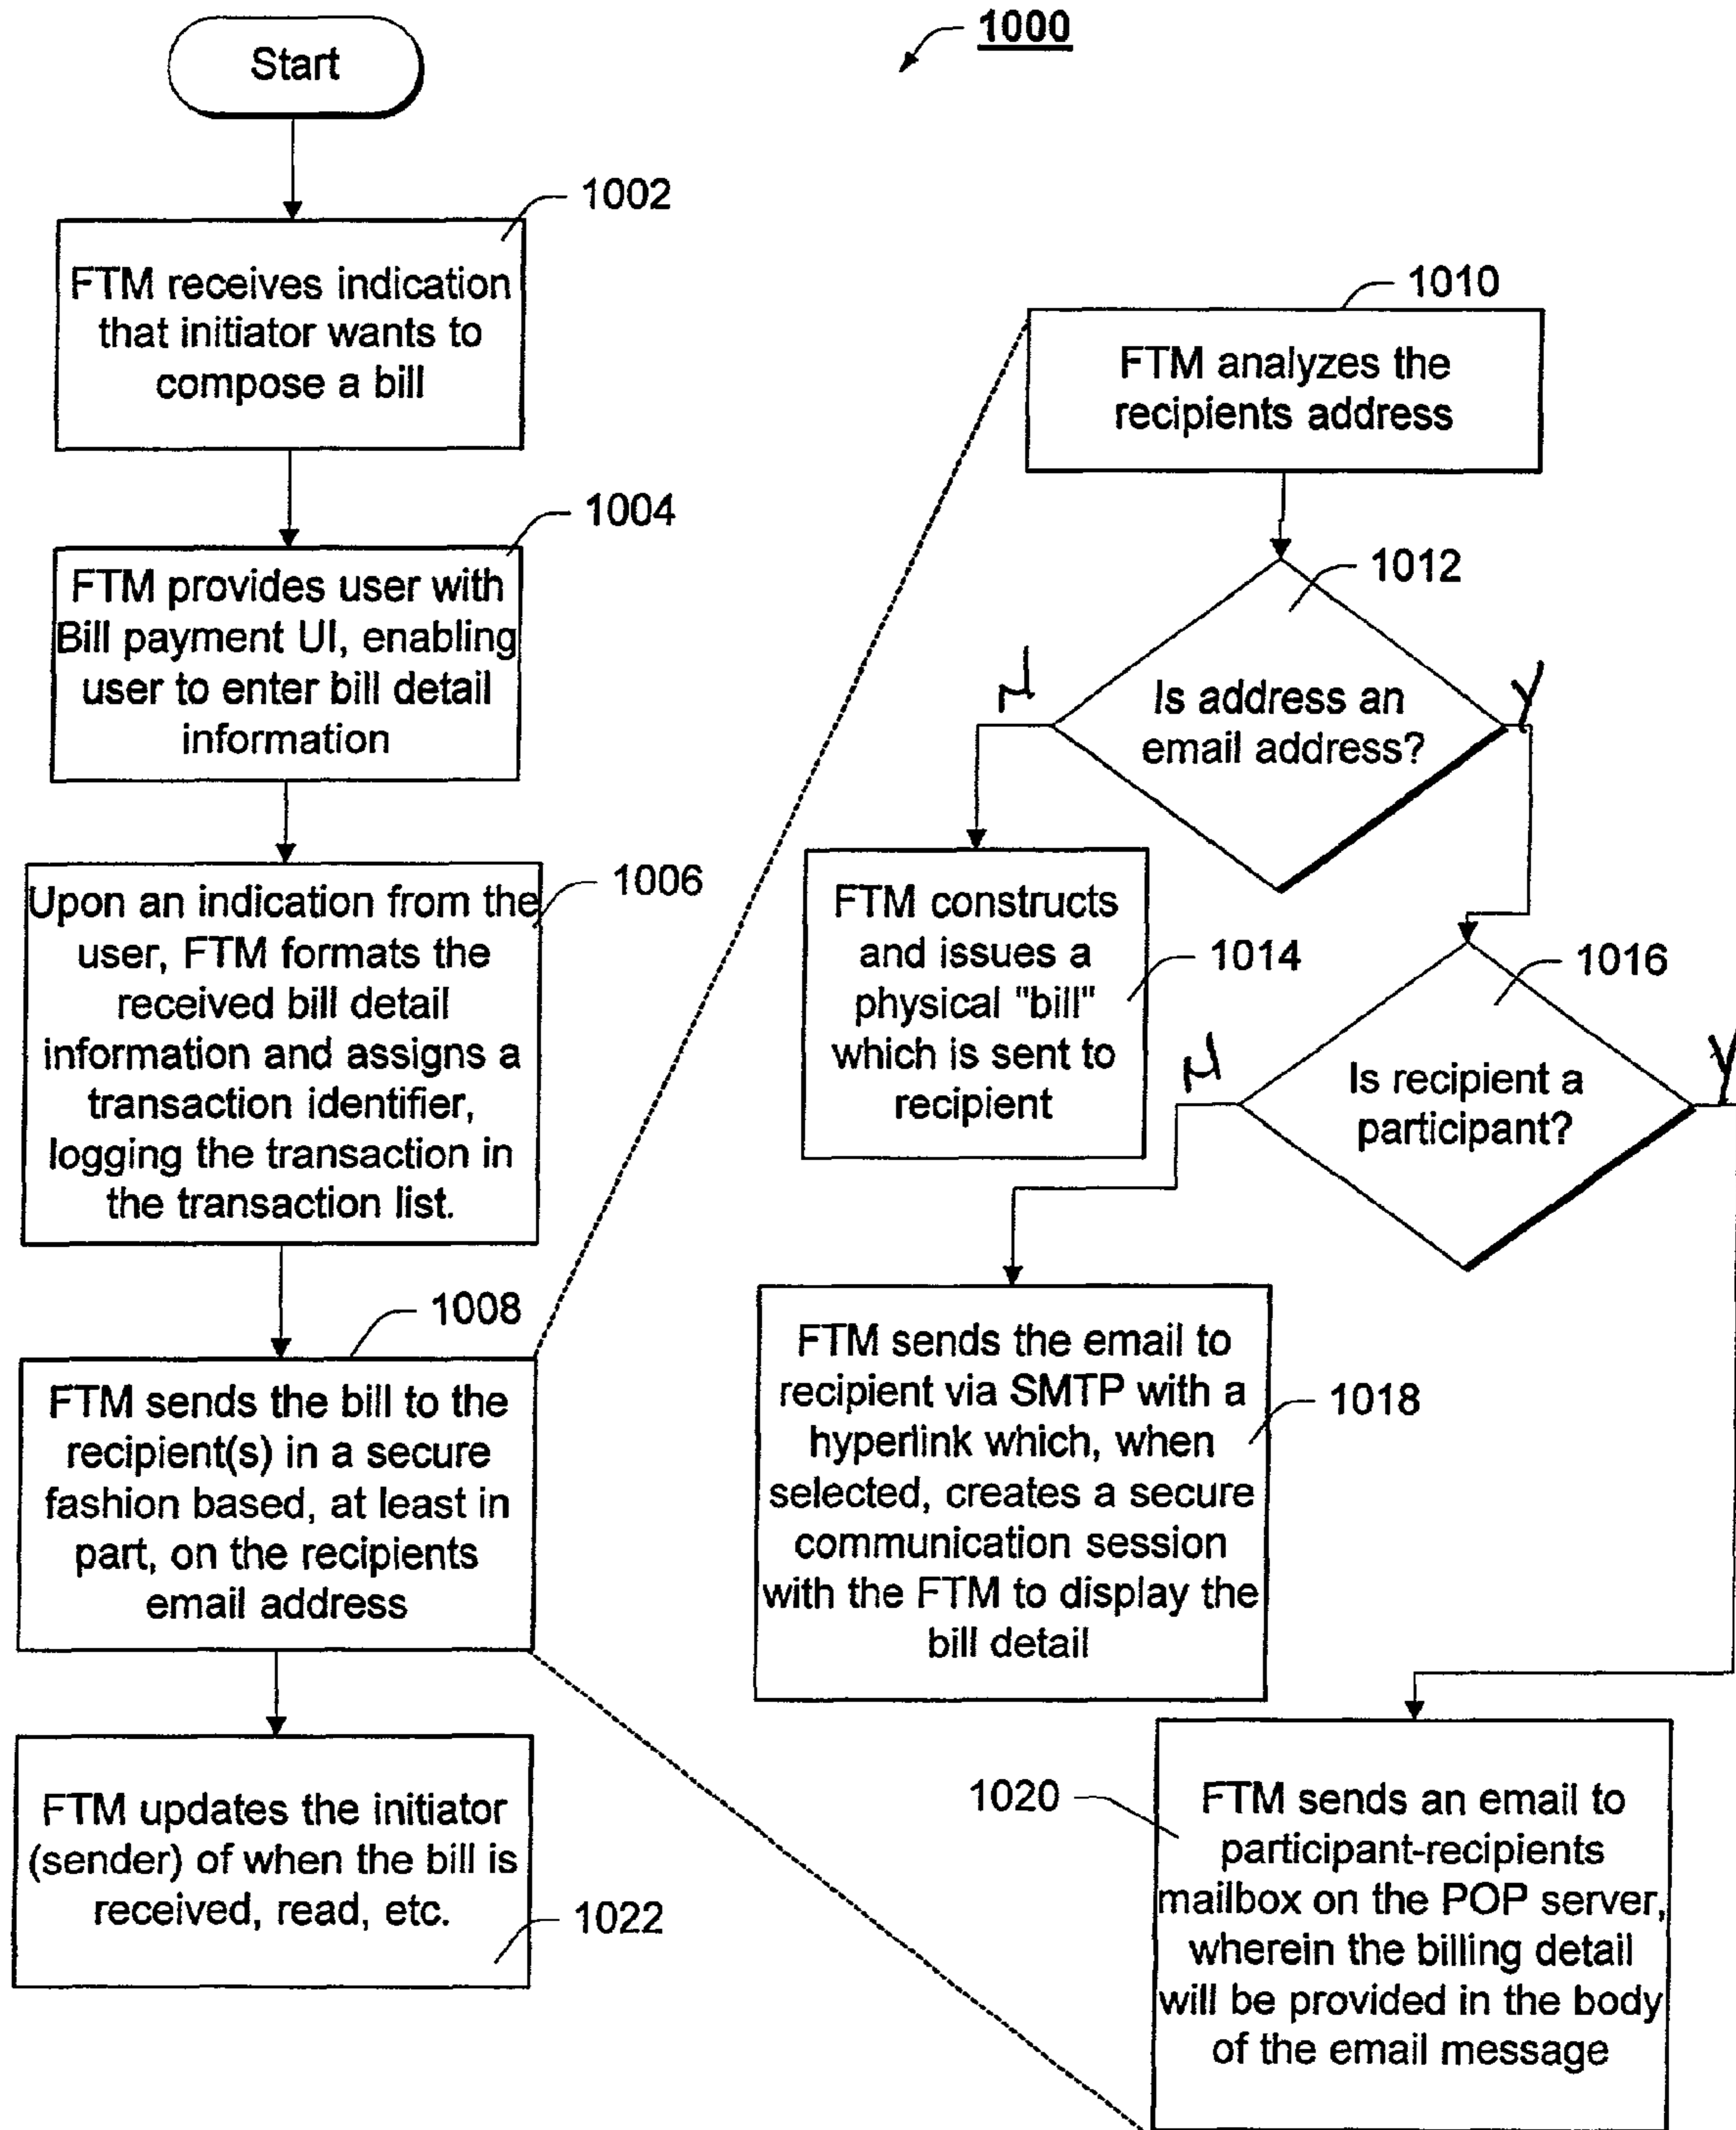 1000
Start
1002
FTM receives indication
that initiator wants to
compose a bill
1004
FTM provides user with
Bill payment UI, enabling
user to enter bill detail
information
1006
Upon an indication from the
user, FTM formats the
received bill detail
information and assigns a
transaction identifier,
logging the transaction in
the transaction list.
1008
FTM sends the bill to the
recipient(s) in a secure
fashion based, at least in
part, on the recipients
email address
FTM updates the initiator
(sender) of when the bill is
received, read, etc.
1022
1010
FTM analyzes the
recipients address
1012
Is address an
email address?
N
Y
FTM constructs
and issues a
physical "bill"
which is sent to
recipient
1014
1016
Is recipient a
participant?
N
Y
FTM sends the email to
recipient via SMTP with a
hyperlink which, when
selected, creates a secure
communication session
with the FTM to display the
bill detail
1018
1020
FTM sends an email to
participant-recipients
mailbox on the POP server,
wherein the billing detail
will be provided in the body
of the email message